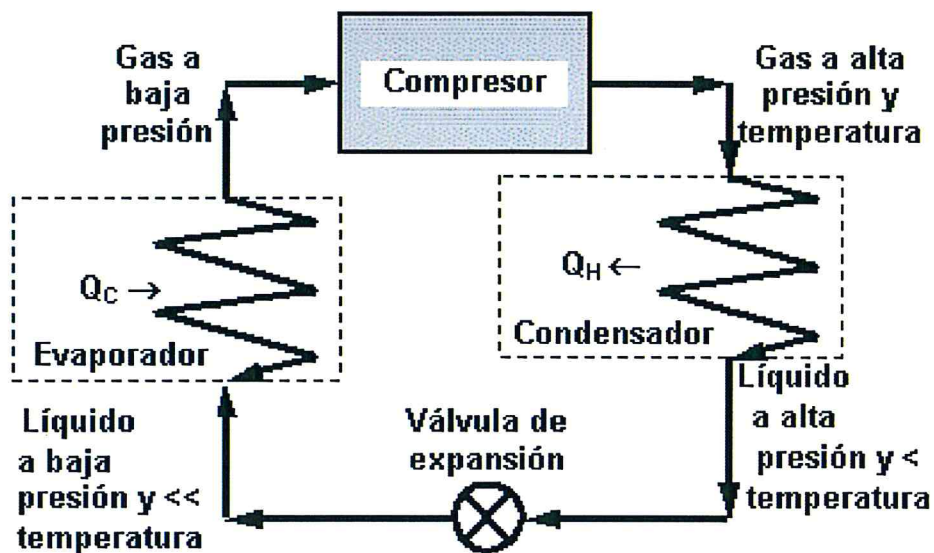 Gas a
baja
presión
Compresor
Gas a alta
presión y
temperatura
Q_C →
Evaporador
Q_H ←
Condensador
Líquido
a baja
presión y <<
temperatura
Válvula de
expansión
Líquido
a alta
presión y <
temperatura